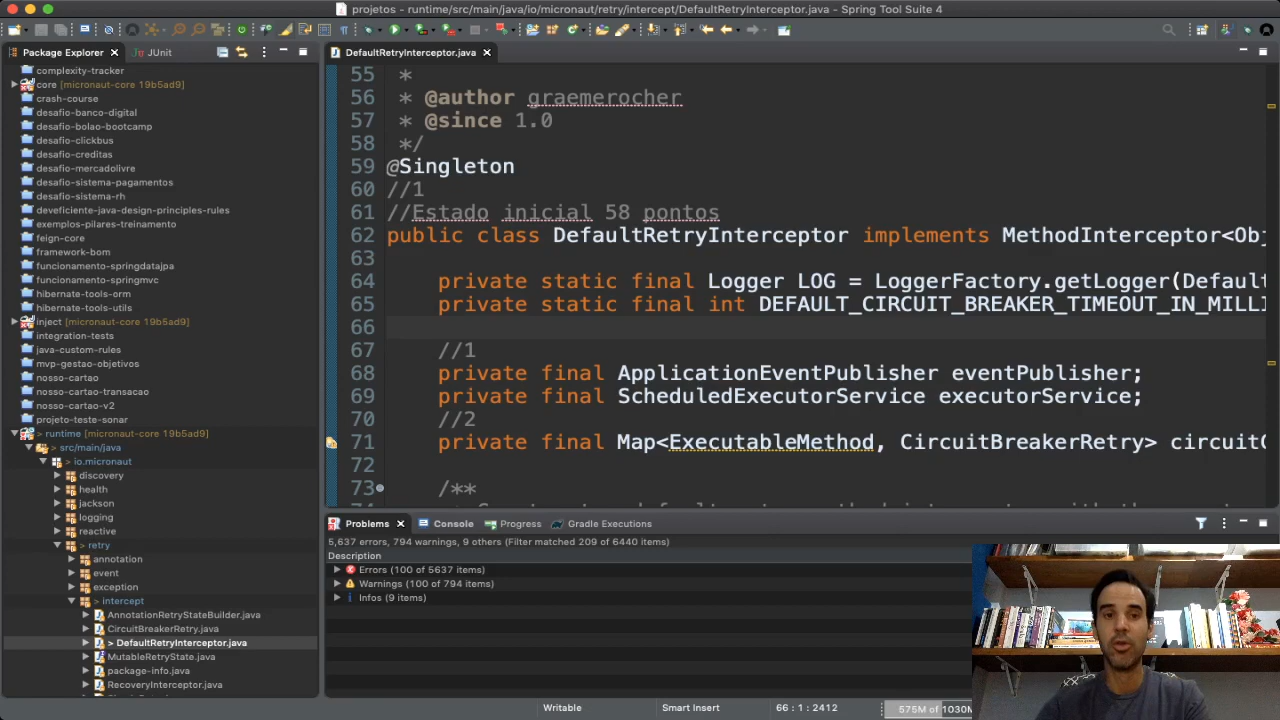 projetos - runtime/src/main/java/io/micronaut/retry/intercept/DefaultRetryInterceptor.java - Spring Tool Suite 4
Package Explorer
JUnit
complexity-tracker
core [micronaut-core 19b5ad9]
crash-course
desafio-banco-digital
desafio-bolao-bootcamp
desafio-clickbus
desafio-creditas
desafio-mercadolivre
desafio-sistema-pagamentos
desafio-sistema-rh
deveficiente-java-design-principles-rules
exemplos-pilares-treinamento
feign-core
framework-bom
funcionamento-springdatajpa
funcionamento-springmvc
hibernate-tools-orm
hibernate-tools-utils
inject [micronaut-core 19b5ad9]
integration-tests
java-custom-rules
mvp-gestao-objetivos
nosso-cartao
nosso-cartao-transacao
nosso-cartao-v2
projeto-teste-sonar
> runtime [micronaut-core 19b5ad9]
> src/main/java
> io.micronaut
discovery
health
jackson
logging
reactive
> retry
annotation
event
exception
> intercept
AnnotationRetryStateBuilder.java
CircuitBreakerRetry.java
> DefaultRetryInterceptor.java
MutableRetryState.java
package-info.java
RecoveryInterceptor.java
DefaultRetryInterceptor.java
55 *
56 * @author graemerocher
57 * @since 1.0
58 */
59 @Singleton
60 //1
61 //Estado inicial 58 pontos
62 public class DefaultRetryInterceptor implements MethodInterceptor<Obj
63
64 private static final Logger LOG = LoggerFactory.getLogger(Default
65 private static final int DEFAULT_CIRCUIT_BREAKER_TIMEOUT_IN_MILLI
66
67 //1
68 private final ApplicationEventPublisher eventPublisher;
69 private final ScheduledExecutorService executorService;
70 //2
71 private final Map<ExecutableMethod, CircuitBreakerRetry> circuitC
72
73 /**
Problems
Console
Progress
Gradle Executions
5,637 errors, 794 warnings, 9 others (Filter matched 209 of 6440 items)
Description
Errors (100 of 5637 items)
Warnings (100 of 794 items)
Infos (9 items)
Writable
Smart Insert
66 : 1 : 2412
575M of 1030M